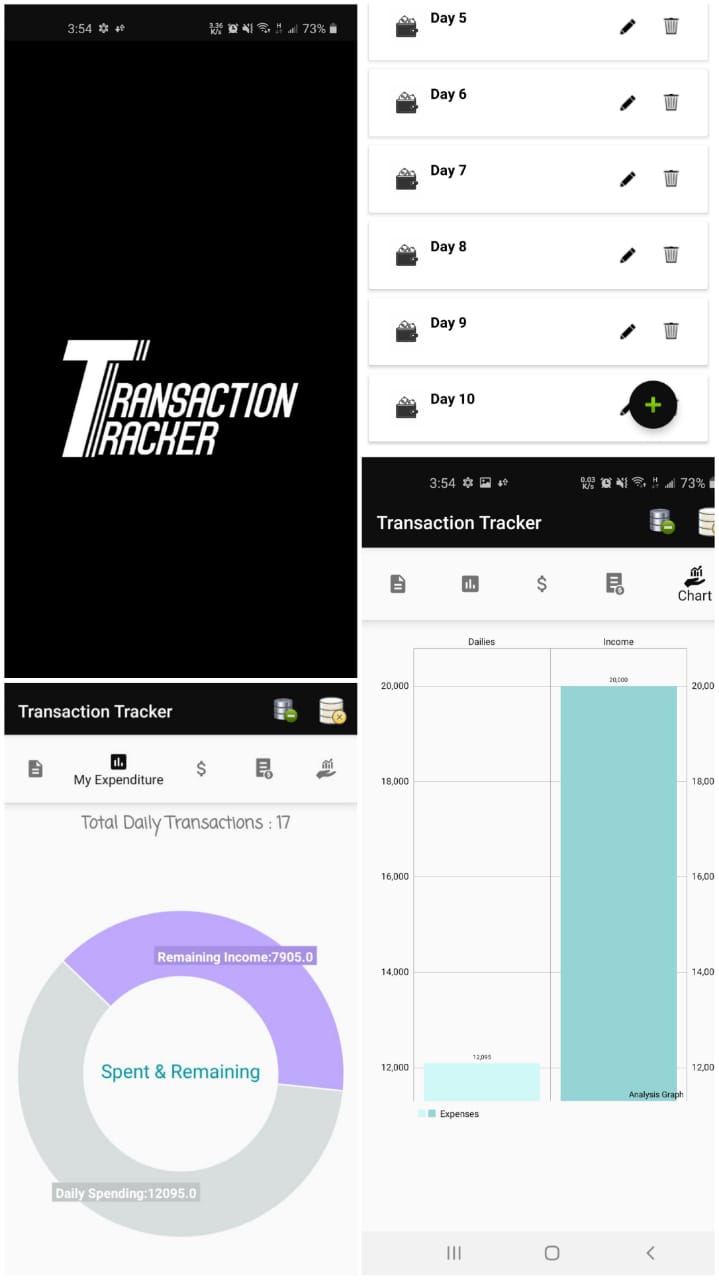 3:54
3.36
K/s
73%
TRANSACTION
TRACKER
Day 5
Day 6
Day 7
Day 8
Day 9
Day 10
3:54
0.03
K/s
73%
Transaction Tracker
Chart
Dailies Income
20,000
20,000 20,00
18,000 18,00
16,000 16,00
14,000 14,00
12,095
12,000 12,00
Analysis Graph
Expenses
Transaction Tracker
My Expenditure
Total Daily Transactions : 17
Remaining Income:7905.0
Spent & Remaining
Daily Spending:12095.0